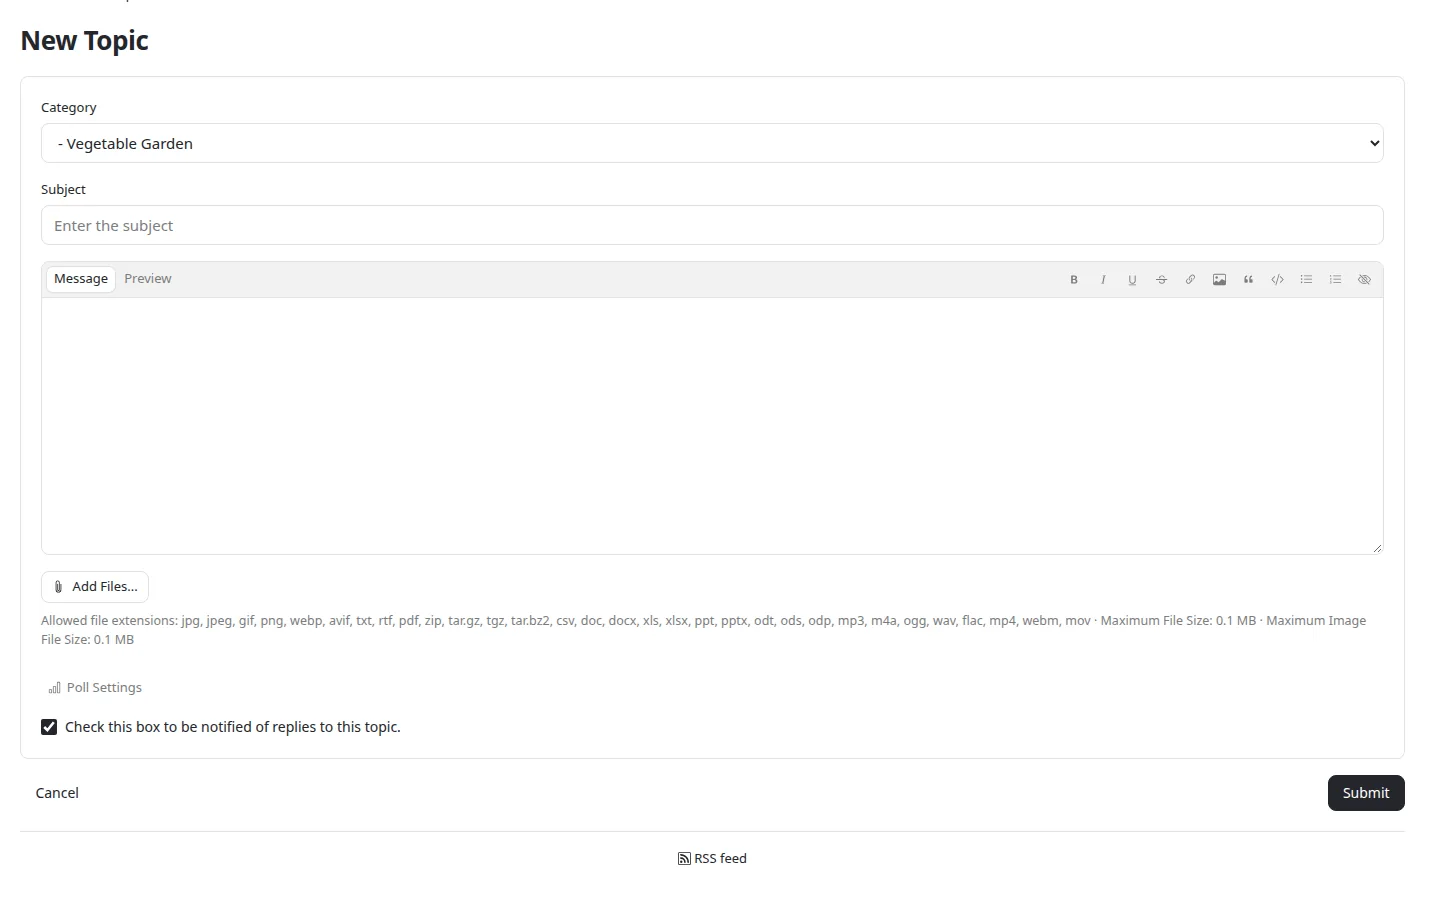 New Topic
Category
- Vegetable Garden
Subject
Enter the subject
Message Preview B I U S
Add Files...
Allowed file extensions: jpg, jpeg, gif, png, webp, avif, txt, rtf, pdf, zip, tar.gz, tgz, tar.bz2, csv, doc, docx, xls, xlsx, ppt, pptx, odt, ods, odp, mp3, m4a, ogg, wav, flac, mp4, webm, mov · Maximum File Size: 0.1 MB · Maximum Image
File Size: 0.1 MB
Poll Settings
Check this box to be notified of replies to this topic.
Cancel Submit
RSS feed